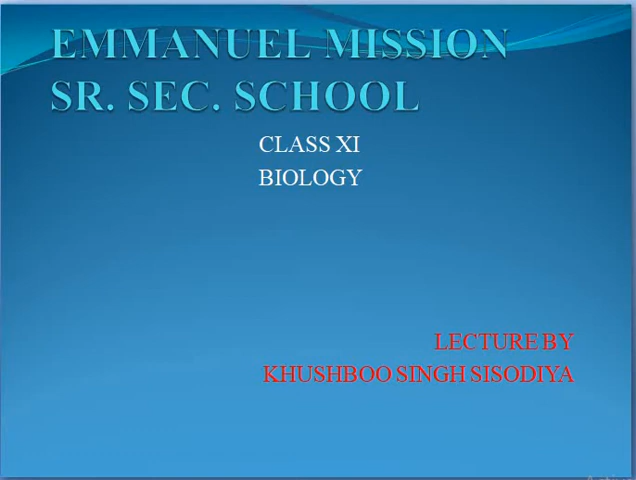 EMMANUEL MISSION
SR. SEC. SCHOOL
CLASS XI
BIOLOGY
LECTURE BY
KHUSHBOO SINGH SISODIYA